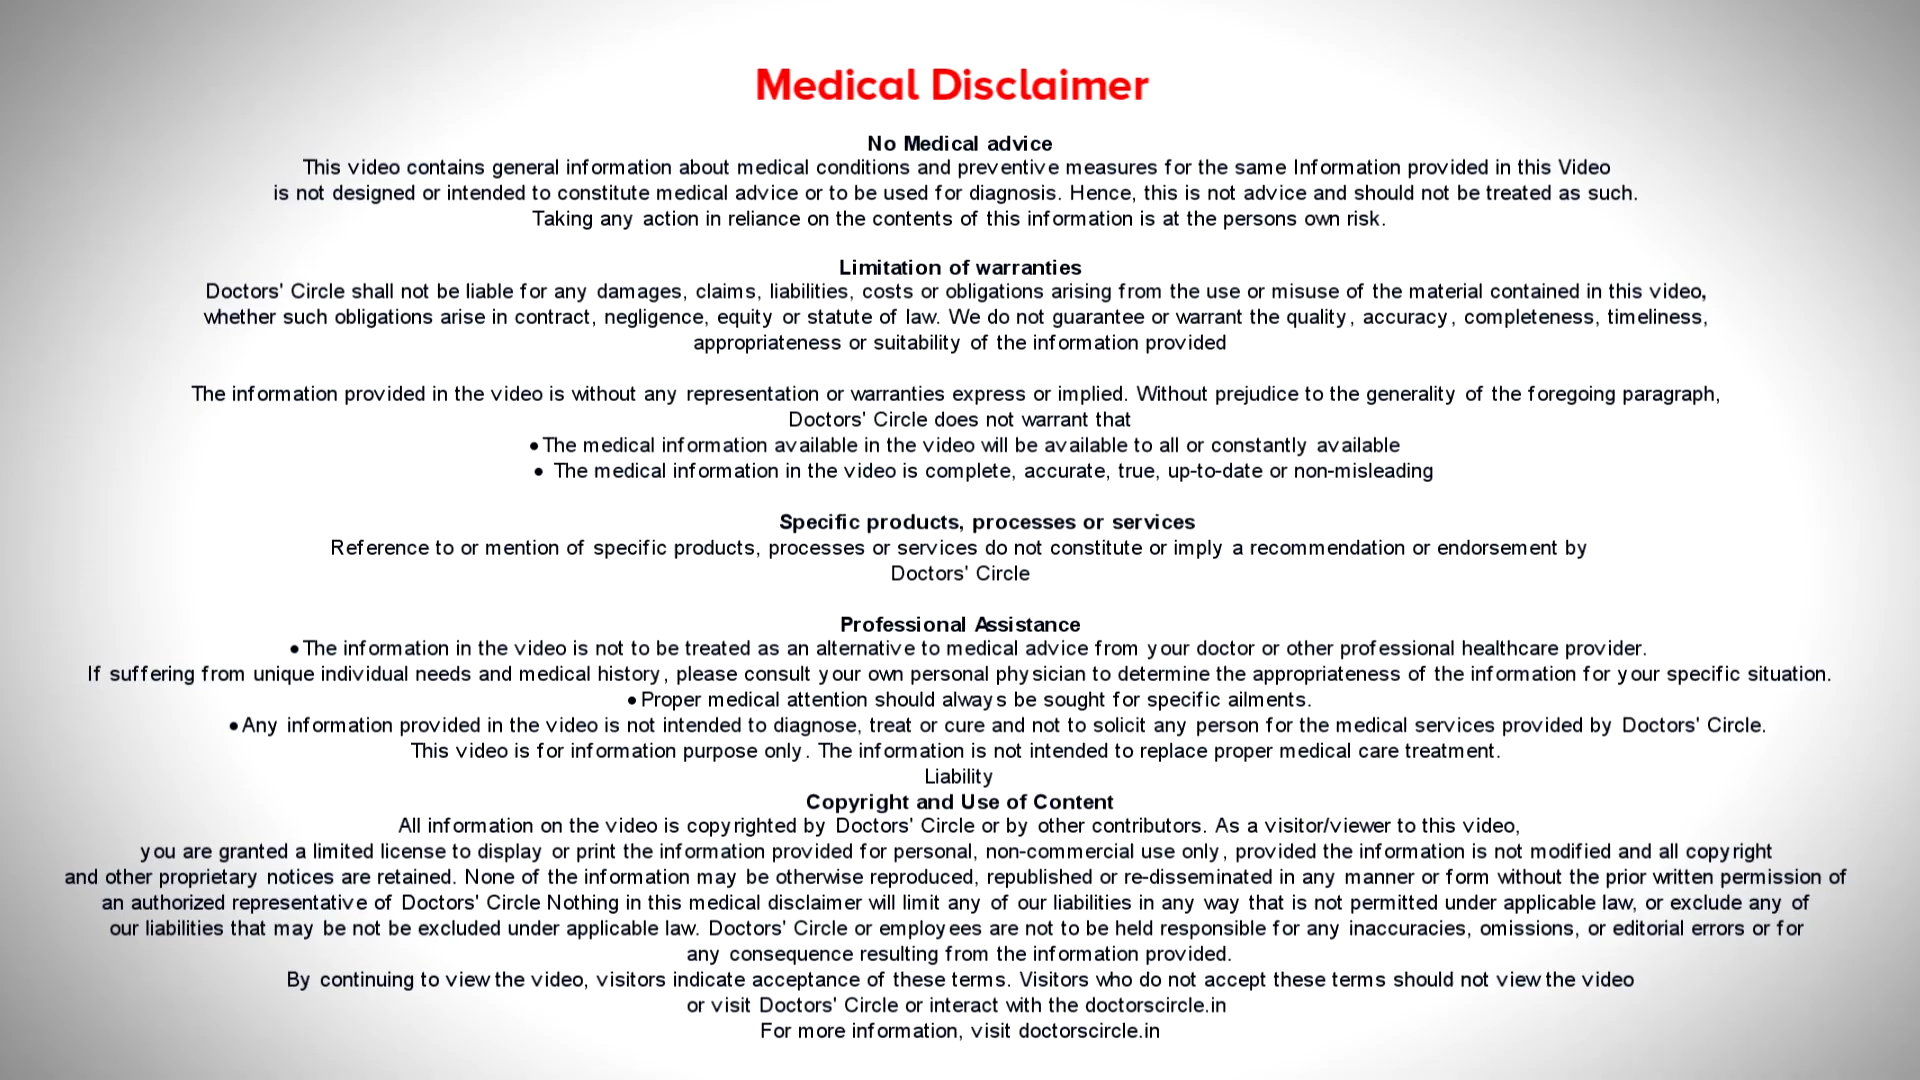 Medical Disclaimer
No Medical advice
This video contains general information about medical conditions and preventive measures for the same Information provided in this Video
is not designed or intended to constitute medical advice or to be used for diagnosis. Hence, this is not advice and should not be treated as such.
Taking any action in reliance on the contents of this information is at the persons own risk.
Limitation of warranties
Doctors' Circle shall not be liable for any damages, claims, liabilities, costs or obligations arising from the use or misuse of the material contained in this video,
whether such obligations arise in contract, negligence, equity or statute of law. We do not guarantee or warrant the quality, accuracy, completeness, timeliness,
appropriateness or suitability of the information provided
The information provided in the video is without any representation or warranties express or implied. Without prejudice to the generality of the foregoing paragraph,
Doctors' Circle does not warrant that
• The medical information available in the video will be available to all or constantly available
• The medical information in the video is complete, accurate, true, up-to-date or non-misleading
Specific products, processes or services
Reference to or mention of specific products, processes or services do not constitute or imply a recommendation or endorsement by
Doctors' Circle
Professional Assistance
• The information in the video is not to be treated as an alternative to medical advice from your doctor or other professional healthcare provider.
If suffering from unique individual needs and medical history, please consult your own personal physician to determine the appropriateness of the information for your specific situation.
• Proper medical attention should always be sought for specific ailments.
• Any information provided in the video is not intended to diagnose, treat or cure and not to solicit any person for the medical services provided by Doctors' Circle.
This video is for information purpose only. The information is not intended to replace proper medical care treatment.
Liability
Copyright and Use of Content
All information on the video is copyrighted by Doctors' Circle or by other contributors. As a visitor/viewer to this video,
you are granted a limited license to display or print the information provided for personal, non-commercial use only, provided the information is not modified and all copyright
and other proprietary notices are retained. None of the information may be otherwise reproduced, republished or re-disseminated in any manner or form without the prior written permission of
an authorized representative of Doctors' Circle Nothing in this medical disclaimer will limit any of our liabilities in any way that is not permitted under applicable law, or exclude any of
our liabilities that may be not be excluded under applicable law. Doctors' Circle or employees are not to be held responsible for any inaccuracies, omissions, or editorial errors or for
any consequence resulting from the information provided.
By continuing to view the video, visitors indicate acceptance of these terms. Visitors who do not accept these terms should not view the video
or visit Doctors' Circle or interact with the doctorscircle.in
For more information, visit doctorscircle.in